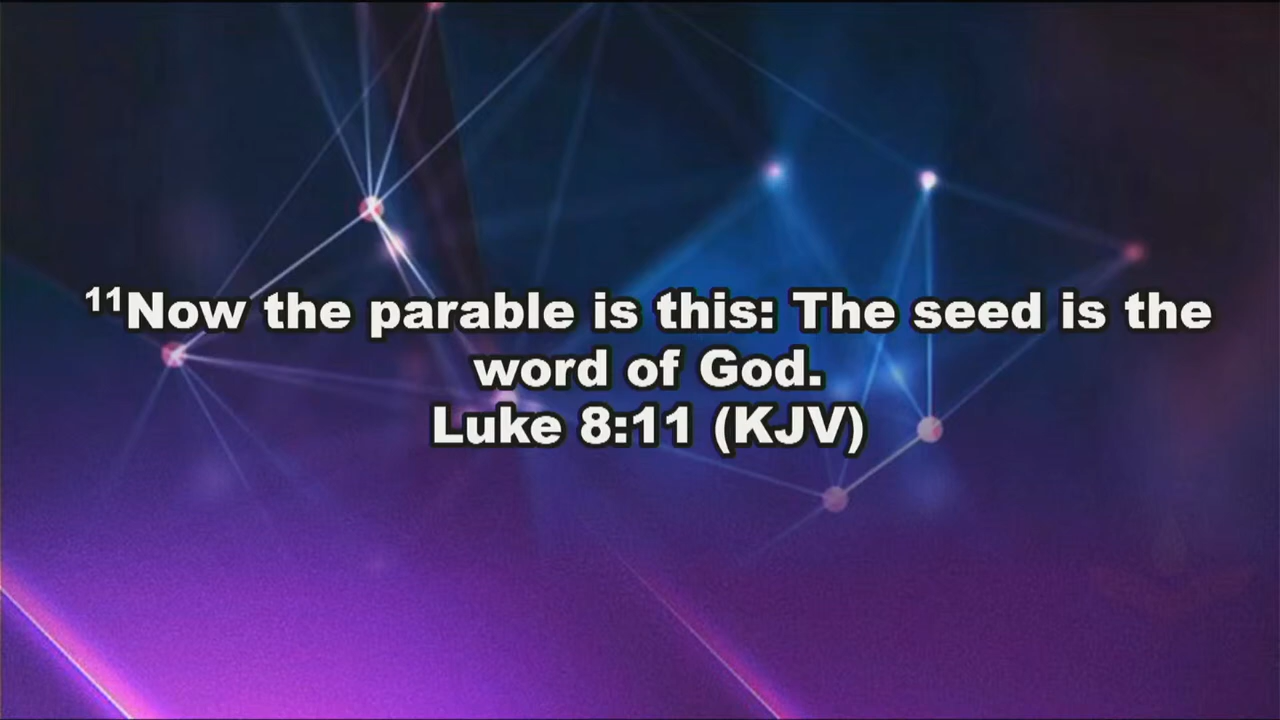 ¹¹Now the parable is this: The seed is the
word of God.
Luke 8:11 (KJV)